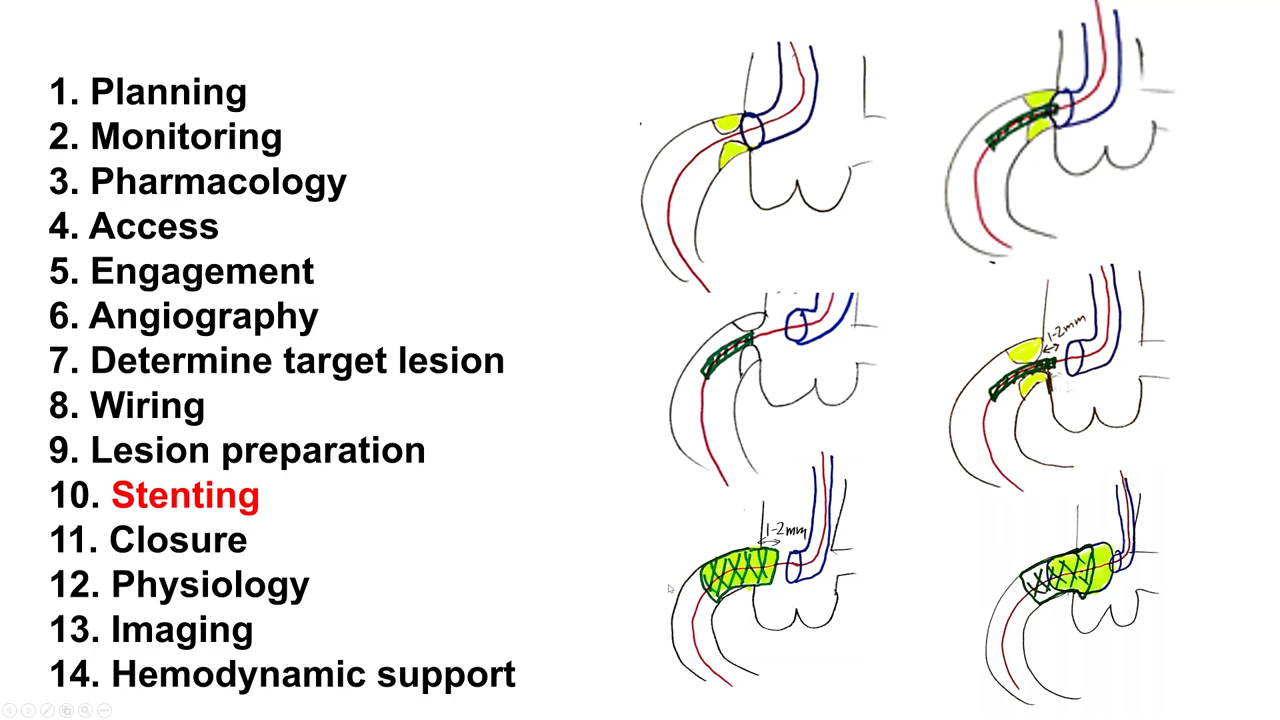 1. Planning
2. Monitoring
3. Pharmacology
4. Access
5. Engagement
6. Angiography
7. Determine target lesion
8. Wiring
9. Lesion preparation
10. Stenting
11. Closure
12. Physiology
13. Imaging
14. Hemodynamic support
1-2mm
1-2mm